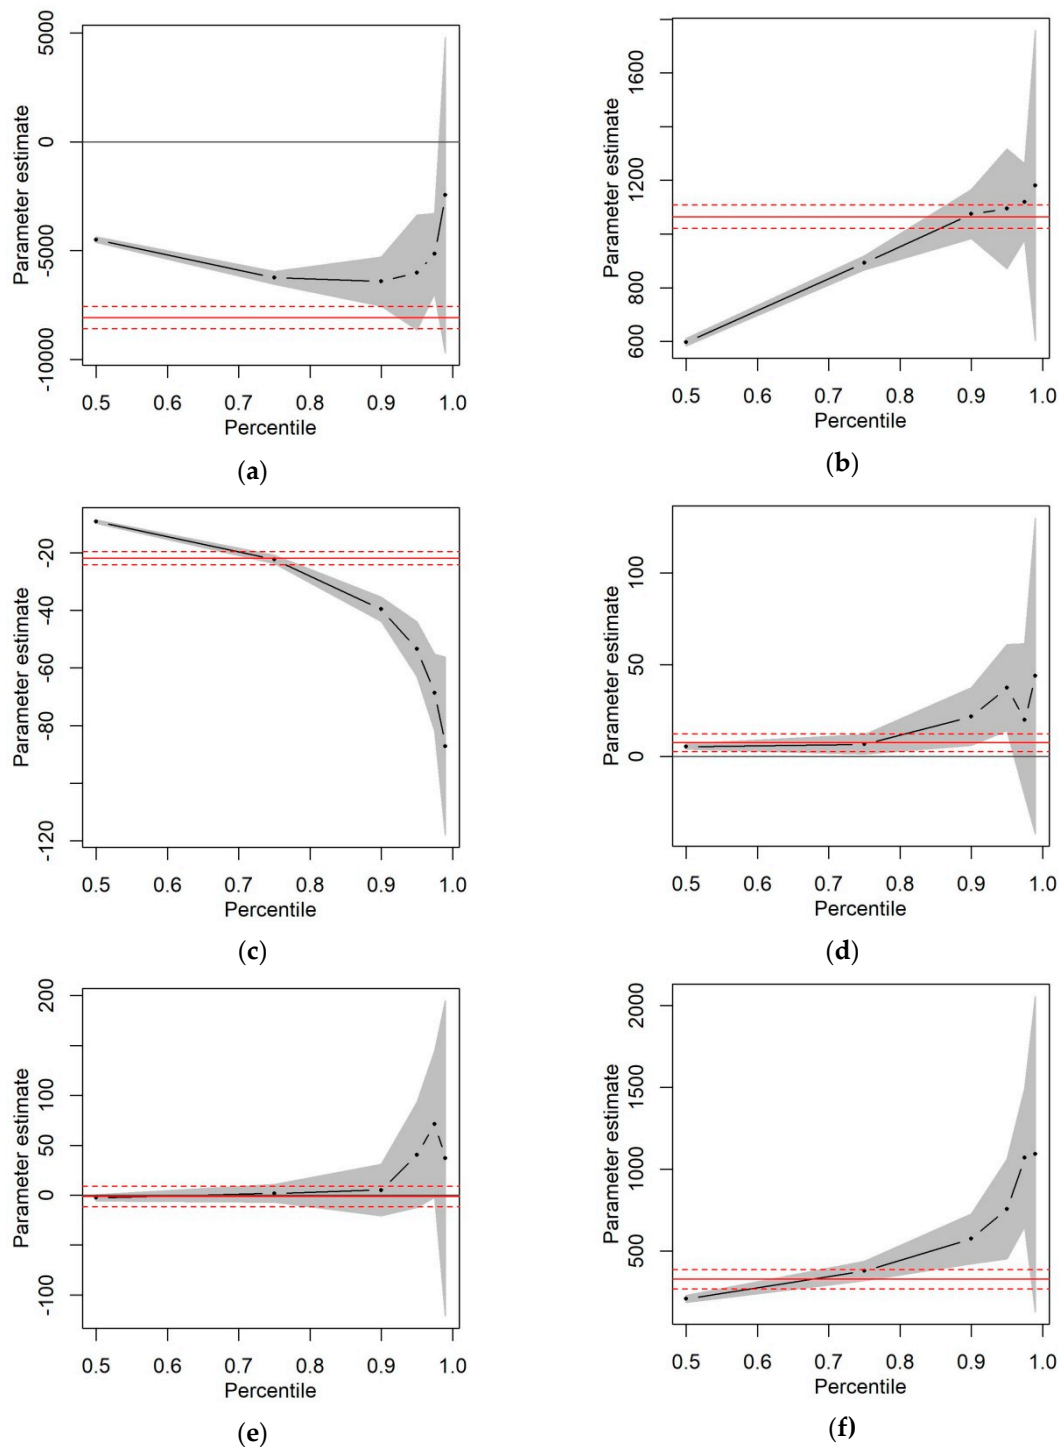 Parameter estimate
5000
0
-5000
-10000
0.5 0.6 0.7 0.8 0.9 1.0
Percentile
(a)
Parameter estimate
1600
1200
800
600
0.5 0.6 0.7 0.8 0.9 1.0
Percentile
(b)
Parameter estimate
-20
-40
-60
-80
-120
0.5 0.6 0.7 0.8 0.9 1.0
Percentile
(c)
Parameter estimate
100
50
0
0.5 0.6 0.7 0.8 0.9 1.0
Percentile
(d)
Parameter estimate
200
100
50
0
-100
0.5 0.6 0.7 0.8 0.9 1.0
Percentile
(e)
Parameter estimate
2000
1500
1000
500
0.5 0.6 0.7 0.8 0.9 1.0
Percentile
(f)